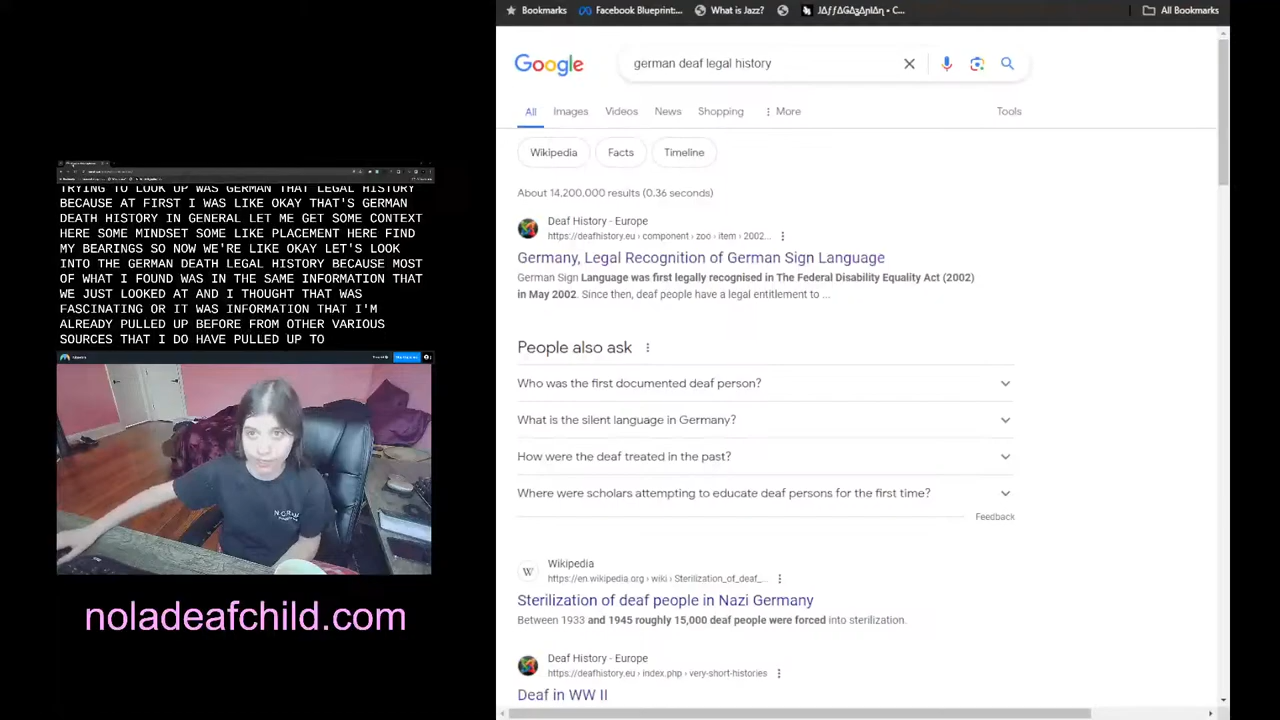 TRYING TO LOOK UP WAS GERMAN THAT LEGAL HISTORY
BECAUSE AT FIRST I WAS LIKE OKAY THAT'S GERMAN
DEATH HISTORY IN GENERAL LET ME GET SOME CONTEXT
HERE SOME MINDSET SOME LIKE PLACEMENT HERE FIND
MY BEARINGS SO NOW WE'RE LIKE OKAY LET'S LOOK
INTO THE GERMAN DEATH LEGAL HISTORY BECAUSE MOST
OF WHAT I FOUND WAS IN THE SAME INFORMATION THAT
WE JUST LOOKED AT AND I THOUGHT THAT WAS
FASCINATING OR IT WAS INFORMATION THAT I'M
ALREADY PULLED UP BEFORE FROM OTHER VARIOUS
SOURCES THAT I DO HAVE PULLED UP TO
noladeafchild.com
Bookmarks
Facebook Blueprint:...
What is Jazz?
All Bookmarks
Google
german deaf legal history
All Images Videos News Shopping More Tools
Wikipedia Facts Timeline
About 14,200,000 results (0.36 seconds)
Deaf History - Europe
https://deafhistory.eu › component › zoo › item › 2002...
Germany, Legal Recognition of German Sign Language
German Sign Language was first legally recognised in The Federal Disability Equality Act (2002)
in May 2002. Since then, deaf people have a legal entitlement to ...
People also ask
Who was the first documented deaf person?
What is the silent language in Germany?
How were the deaf treated in the past?
Where were scholars attempting to educate deaf persons for the first time?
Feedback
W
Wikipedia
https://en.wikipedia.org › wiki › Sterilization_of_deaf_...
Sterilization of deaf people in Nazi Germany
Between 1933 and 1945 roughly 15,000 deaf people were forced into sterilization.
Deaf History - Europe
https://deafhistory.eu › index.php › very-short-histories
Deaf in WW II